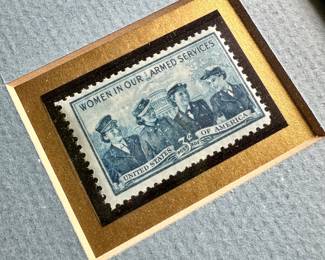 WOMEN IN OUR ARMED SERVICES
UNITED STATES OF AMERICA